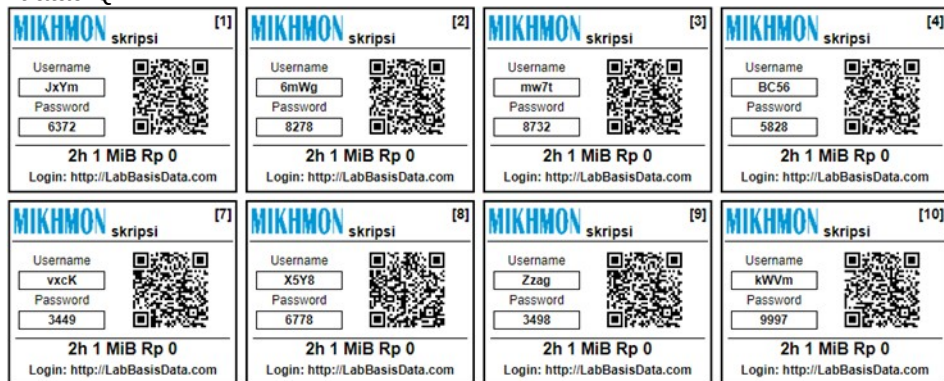 MIKHMON skripsi [1]
Username
JxYm
Password
6372
2h 1 MiB Rp 0
Login: http://LabBasisData.com
MIKHMON skripsi [2]
Username
6mWg
Password
8278
2h 1 MiB Rp 0
Login: http://LabBasisData.com
MIKHMON skripsi [3]
Username
mw7t
Password
8732
2h 1 MiB Rp 0
Login: http://LabBasisData.com
MIKHMON skripsi [4]
Username
BC56
Password
5828
2h 1 MiB Rp 0
Login: http://LabBasisData.com
MIKHMON skripsi [7]
Username
vxcK
Password
3449
2h 1 MiB Rp 0
Login: http://LabBasisData.com
MIKHMON skripsi [8]
Username
X5Y8
Password
6778
2h 1 MiB Rp 0
Login: http://LabBasisData.com
MIKHMON skripsi [9]
Username
Zzag
Password
3498
2h 1 MiB Rp 0
Login: http://LabBasisData.com
MIKHMON skripsi [10]
Username
kWVm
Password
9997
2h 1 MiB Rp 0
Login: http://LabBasisData.com